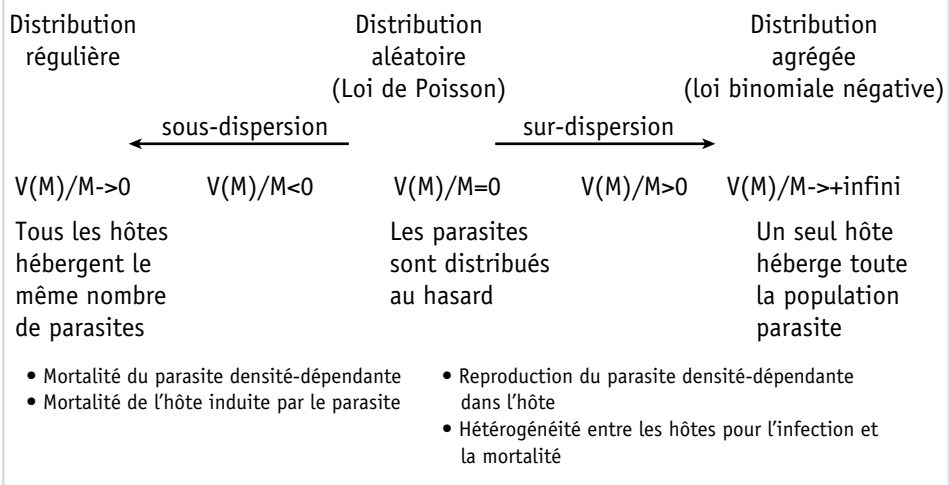 Distribution
régulière
Distribution
aléatoire
(Loi de Poisson)
Distribution
agrégée
(loi binomiale négative)
sous-dispersion
sur-dispersion
V(M)/M->0
V(M)/M<0
V(M)/M=0
V(M)/M>0
V(M)/M->+infini
Tous les hôtes
hébergent le
même nombre
de parasites
Les parasites
sont distribués
au hasard
Un seul hôte
héberge toute
la population
parasite
• Mortalité du parasite densité-dépendante
• Mortalité de l'hôte induite par le parasite
• Reproduction du parasite densité-dépendante
dans l'hôte
• Hétérogénéité entre les hôtes pour l'infection et
la mortalité